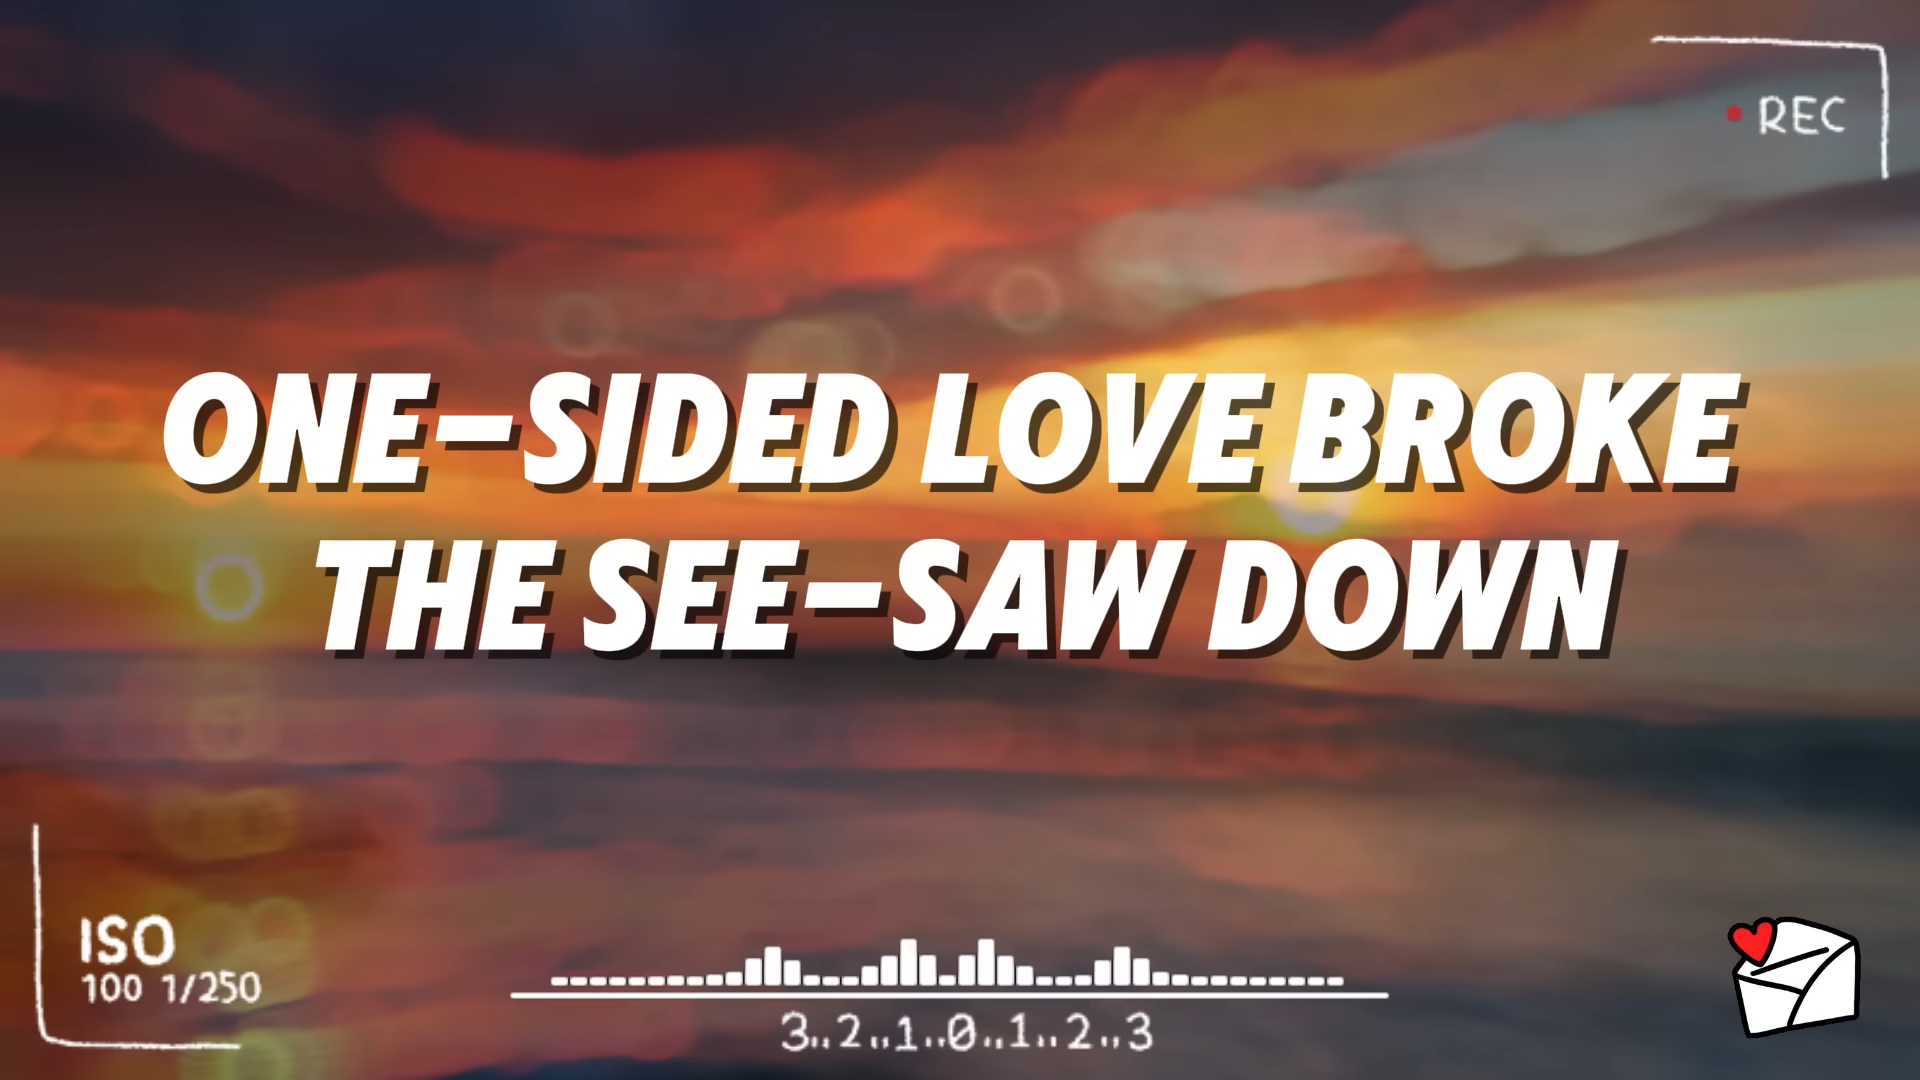 REC
ONE-SIDED LOVE BROKE
THE SEE-SAW DOWN
ISO
100 1/250
3..2..1..0..1..2..3